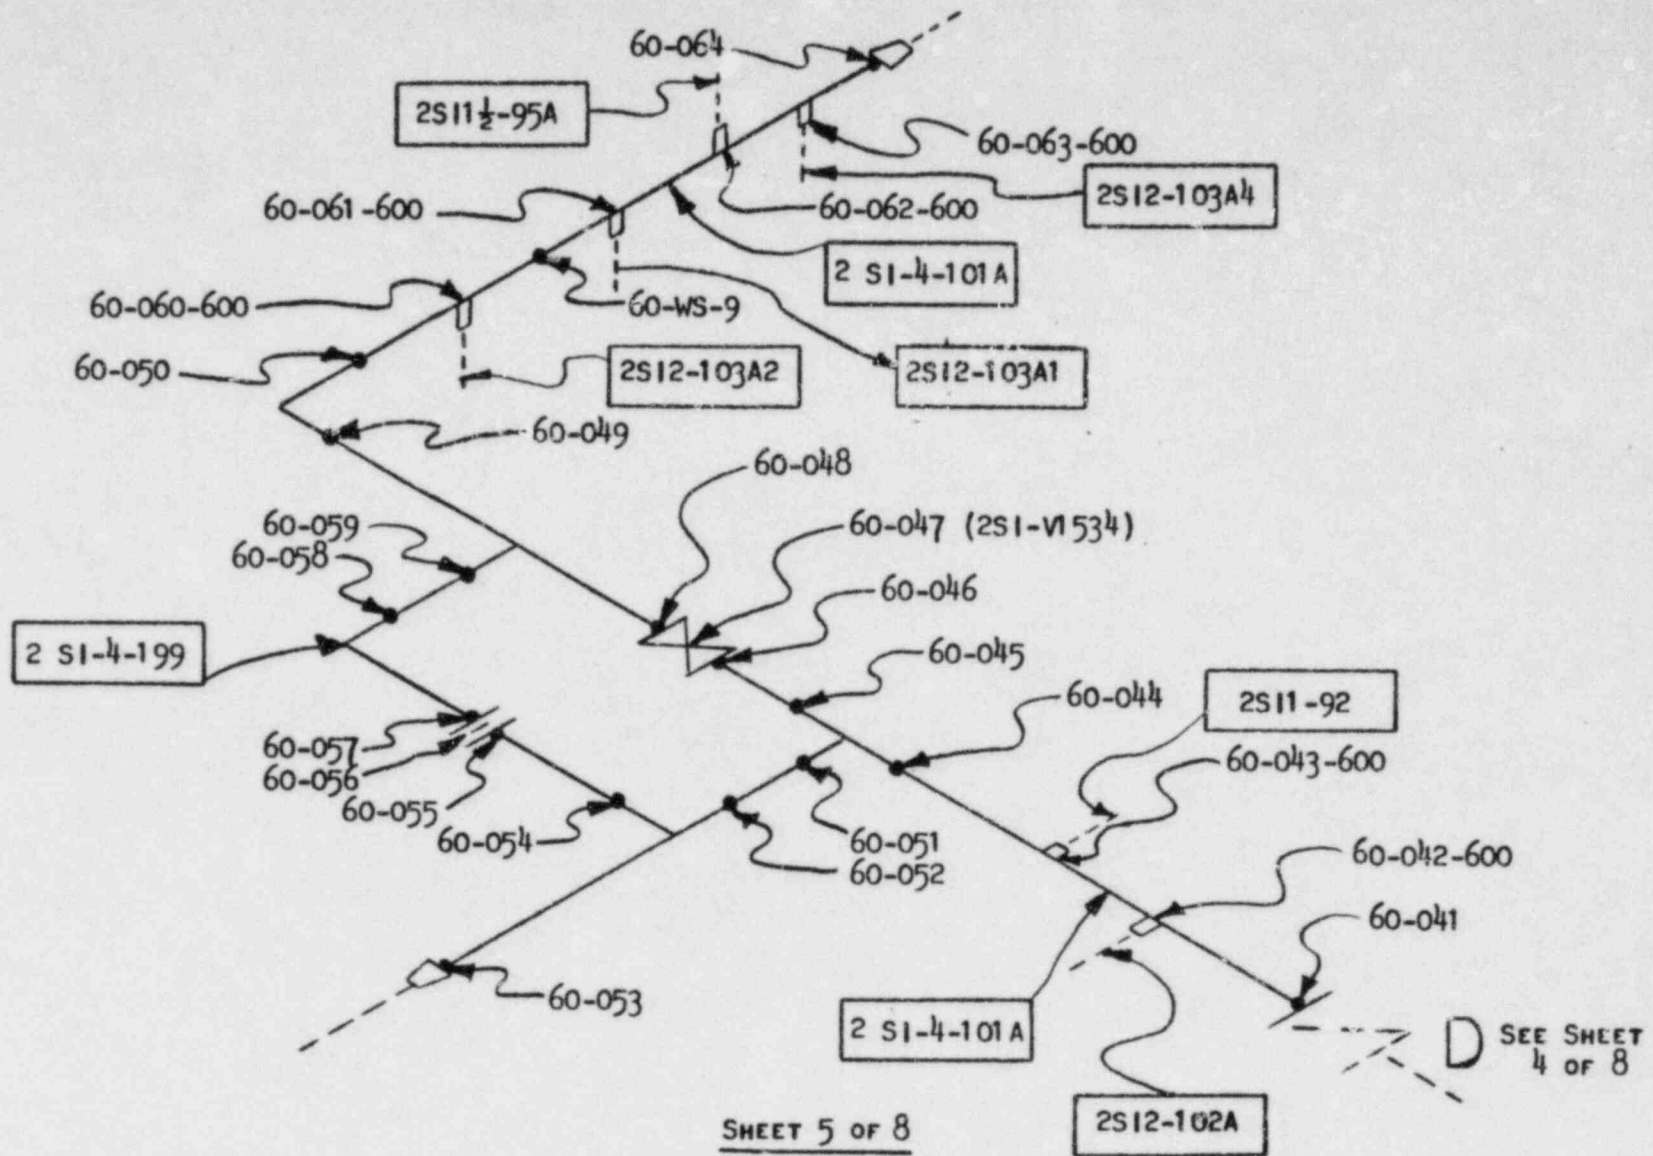 60-064
2SI1½-95A
60-063-600
2SI2-103A4
60-061-600
60-062-600
2 SI-4-101A
60-060-600
60-WS-9
60-050
2SI2-103A2
2SI2-103A1
60-049
60-048
60-059
60-047 (2SI-V1534)
60-058
60-046
2 SI-4-199
60-045
60-044
2SI1-92
60-057
60-043-600
60-056
60-055
60-054
60-051
60-052
60-042-600
60-041
60-053
2 SI-4-101A
D SEE SHEET
4 OF 8
2SI2-102A
SHEET 5 OF 8